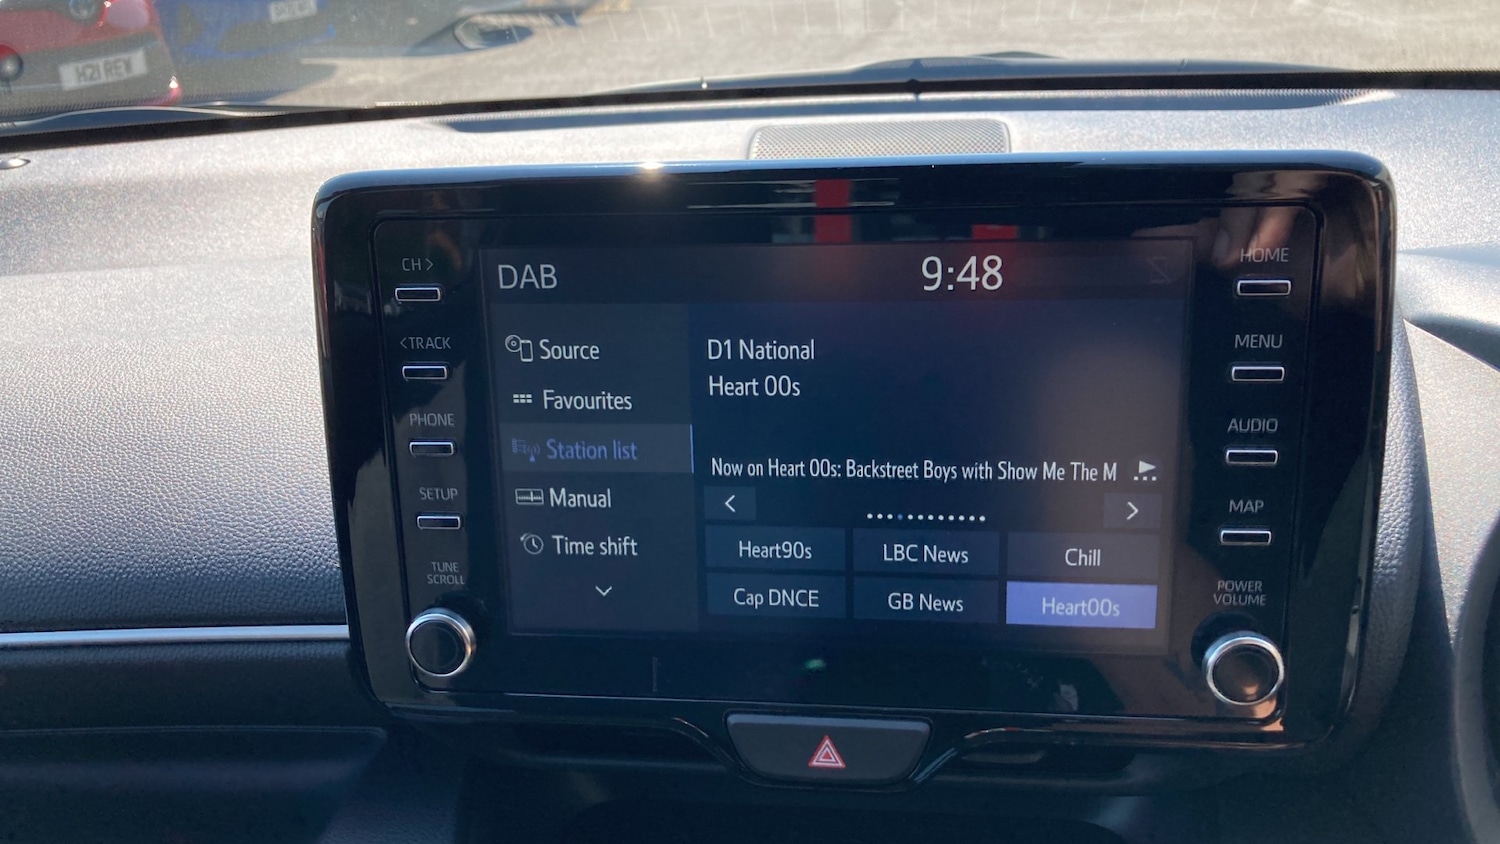 H21 REW
CH>
<TRACK
PHONE
SETUP
TUNE
SCROLL
DAB
9:48
Source
Favourites
Station list
Manual
Time shift
D1 National
Heart 00s
Now on Heart 00s: Backstreet Boys with Show Me The M
Heart90s
LBC News
Chill
Cap DNCE
GB News
Heart00s
HOME
MENU
AUDIO
MAP
POWER
VOLUME